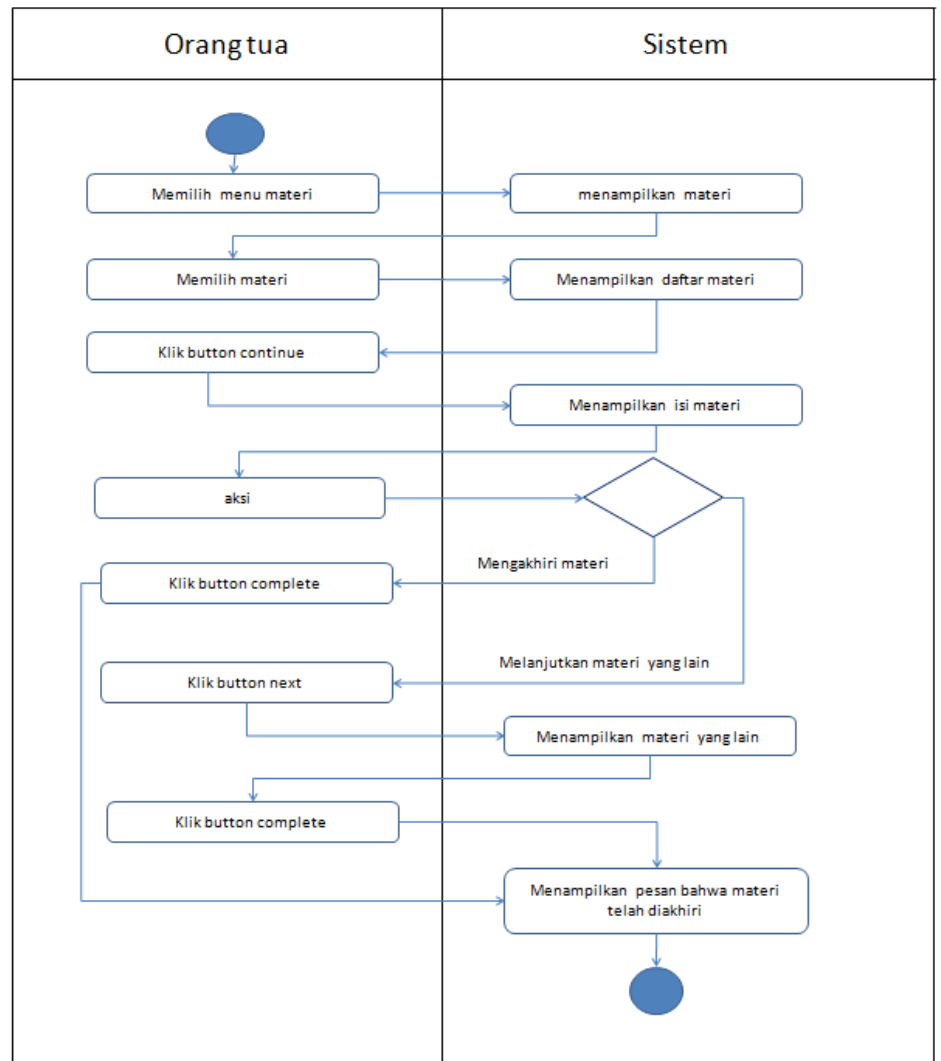 Orang tua
Sistem
Memilih menu materi
menampilkan materi
Memilih materi
Menampilkan daftar materi
Klik button continue
Menampilkan isi materi
aksi
Mengakhiri materi
Klik button complete
Melanjutkan materi yang lain
Klik button next
Menampilkan materi yang lain
Klik button complete
Menampilkan pesan bahwa materi
telah diakhiri